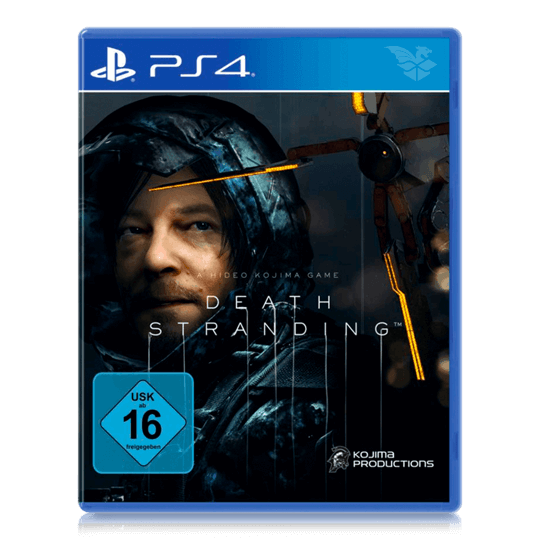 PS4
A HIDEO KOJIMA GAME
DEATH
STRANDING™
USK
ab
16
freigegeben
KOJIMA
PRODUCTIONS